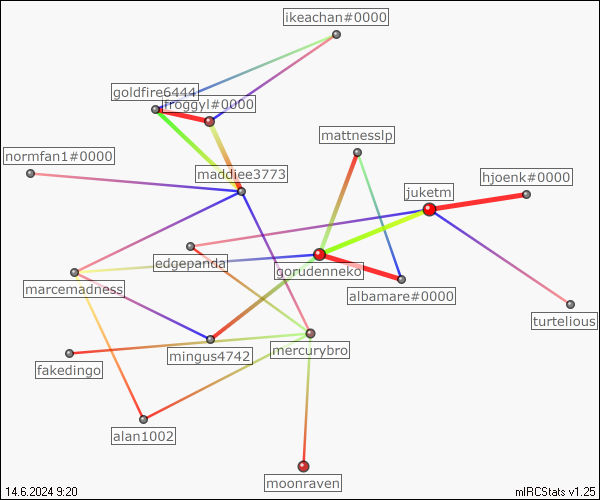 ikeachan#0000
goldfire6444
froggyl#0000
mattnesslp
normfan1#0000
maddiee3773
hjoenk#0000
juketm
edgepanda
gorudenneko
marcemadness
albamare#0000
turtelious
mingus4742
mercurybro
fakedingo
alan1002
moonraven
14.6.2024 9:20
mIRCStats v1.25